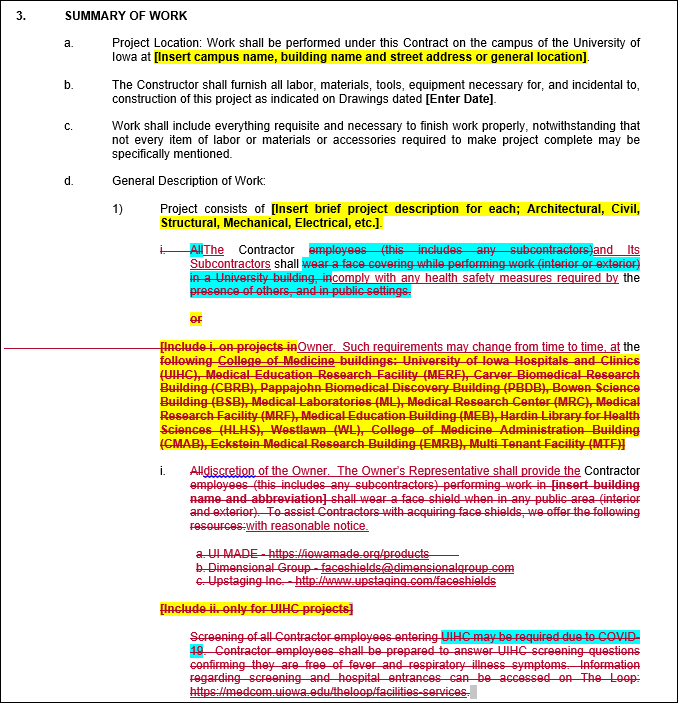 3. SUMMARY OF WORK
a. Project Location: Work shall be performed under this Contract on the campus of the University of
Iowa at [Insert campus name, building name and street address or general location].
b. The Constructor shall furnish all labor, materials, tools, equipment necessary for, and incidental to,
construction of this project as indicated on Drawings dated [Enter Date].
c. Work shall include everything requisite and necessary to finish work properly, notwithstanding that
not every item of labor or materials or accessories required to make project complete may be
specifically mentioned.
d. General Description of Work:
1) Project consists of [Insert brief project description for each; Architectural, Civil,
Structural, Mechanical, Electrical, etc.].
i. AllThe Contractor employees (this includes any subcontractors)and Its
Subcontractors shall wear a face covering while performing work (interior or exterior)
in a University building, incomply with any health safety measures required by the
presence of others, and in public settings.
or
[Include i. on projects inOwner. Such requirements may change from time to time, at the
following College of Medicine buildings: University of Iowa Hospitals and Clinics
(UIHC), Medical Education Research Facility (MERF), Carver Biomedical Research
Building (CBRB), Pappajohn Biomedical Discovery Building (PBDB), Bowen Science
Building (BSB), Medical Laboratories (ML), Medical Research Center (MRC), Medical
Research Facility (MRF), Medical Education Building (MEB), Hardin Library for Health
Sciences (HLHS), Westlawn (WL), College of Medicine Administration Building
(CMAB), Eckstein Medical Research Building (EMRB), Multi Tenant Facility (MTF)]
i. Alldiscretion of the Owner. The Owner's Representative shall provide the Contractor
employees (this includes any subcontractors) performing work in [insert building
name and abbreviation] shall wear a face shield when in any public area (interior
and exterior). To assist Contractors with acquiring face shields, we offer the following
resources:with reasonable notice.
a. UI MADE - https://iowamade.org/products
b. Dimensional Group - faceshields@dimensionalgroup.com
c. Upstaging Inc. - http://www.upstaging.com/faceshields
[Include ii. only for UIHC projects]
Screening of all Contractor employees entering UIHC may be required due to COVID-
19. Contractor employees shall be prepared to answer UIHC screening questions
confirming they are free of fever and respiratory illness symptoms. Information
regarding screening and hospital entrances can be accessed on The Loop:
https://medcom.uiowa.edu/theloop/facilities-services.